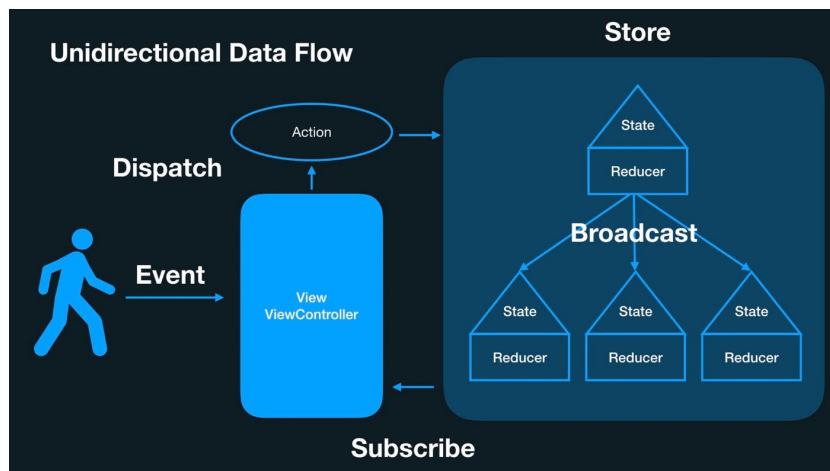 Store
Unidirectional Data Flow
Action
Dispatch
State
Reducer
Broadcast
Event
View
ViewController
State
Reducer
State
Reducer
State
Reducer
Subscribe